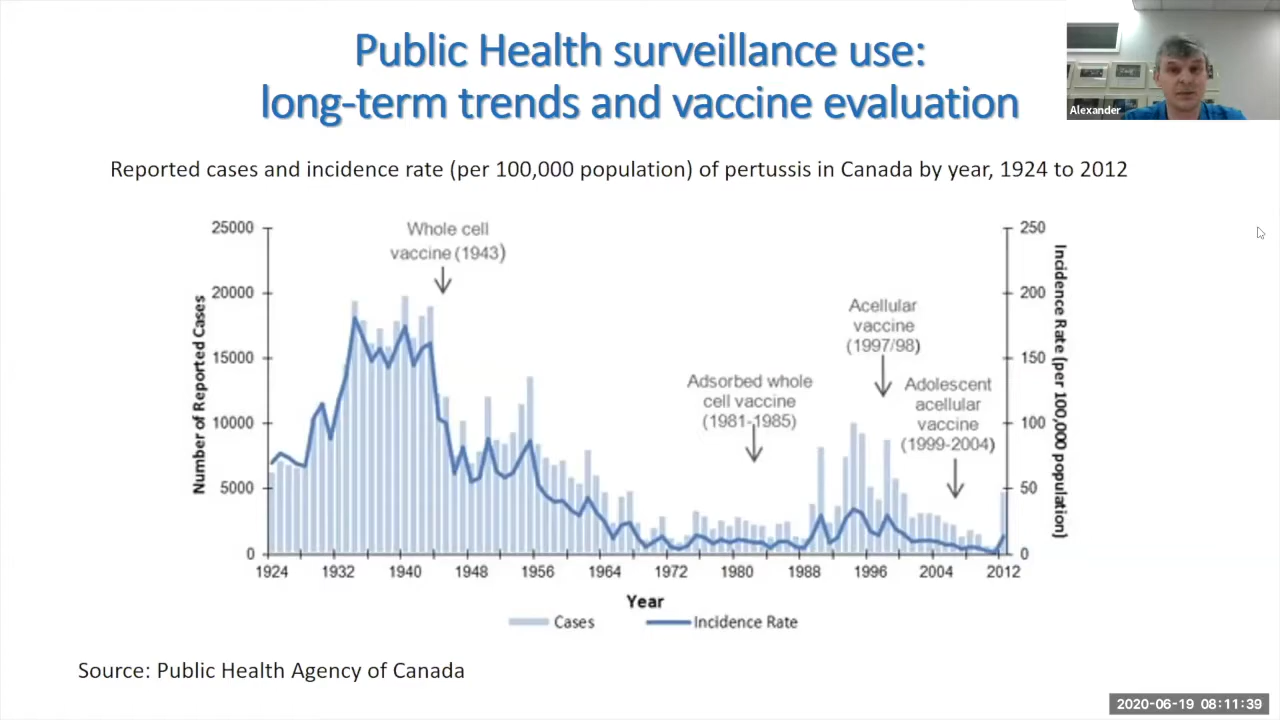 Public Health surveillance use:
long-term trends and vaccine evaluation
Alexander
Reported cases and incidence rate (per 100,000 population) of pertussis in Canada by year, 1924 to 2012
Number of Reported Cases
25000
20000
15000
10000
5000
0
Whole cell
vaccine (1943)
Adsorbed whole
cell vaccine
(1981-1985)
Acellular
vaccine
(1997/98)
Adolescent
acellular
vaccine
(1999-2004)
250
200
150
100
50
0
Incidence Rate (per 100,000 population)
1924 1932 1940 1948 1956 1964 1972 1980 1988 1996 2004 2012
Year
Cases Incidence Rate
Source: Public Health Agency of Canada
2020-06-19 08:11:39